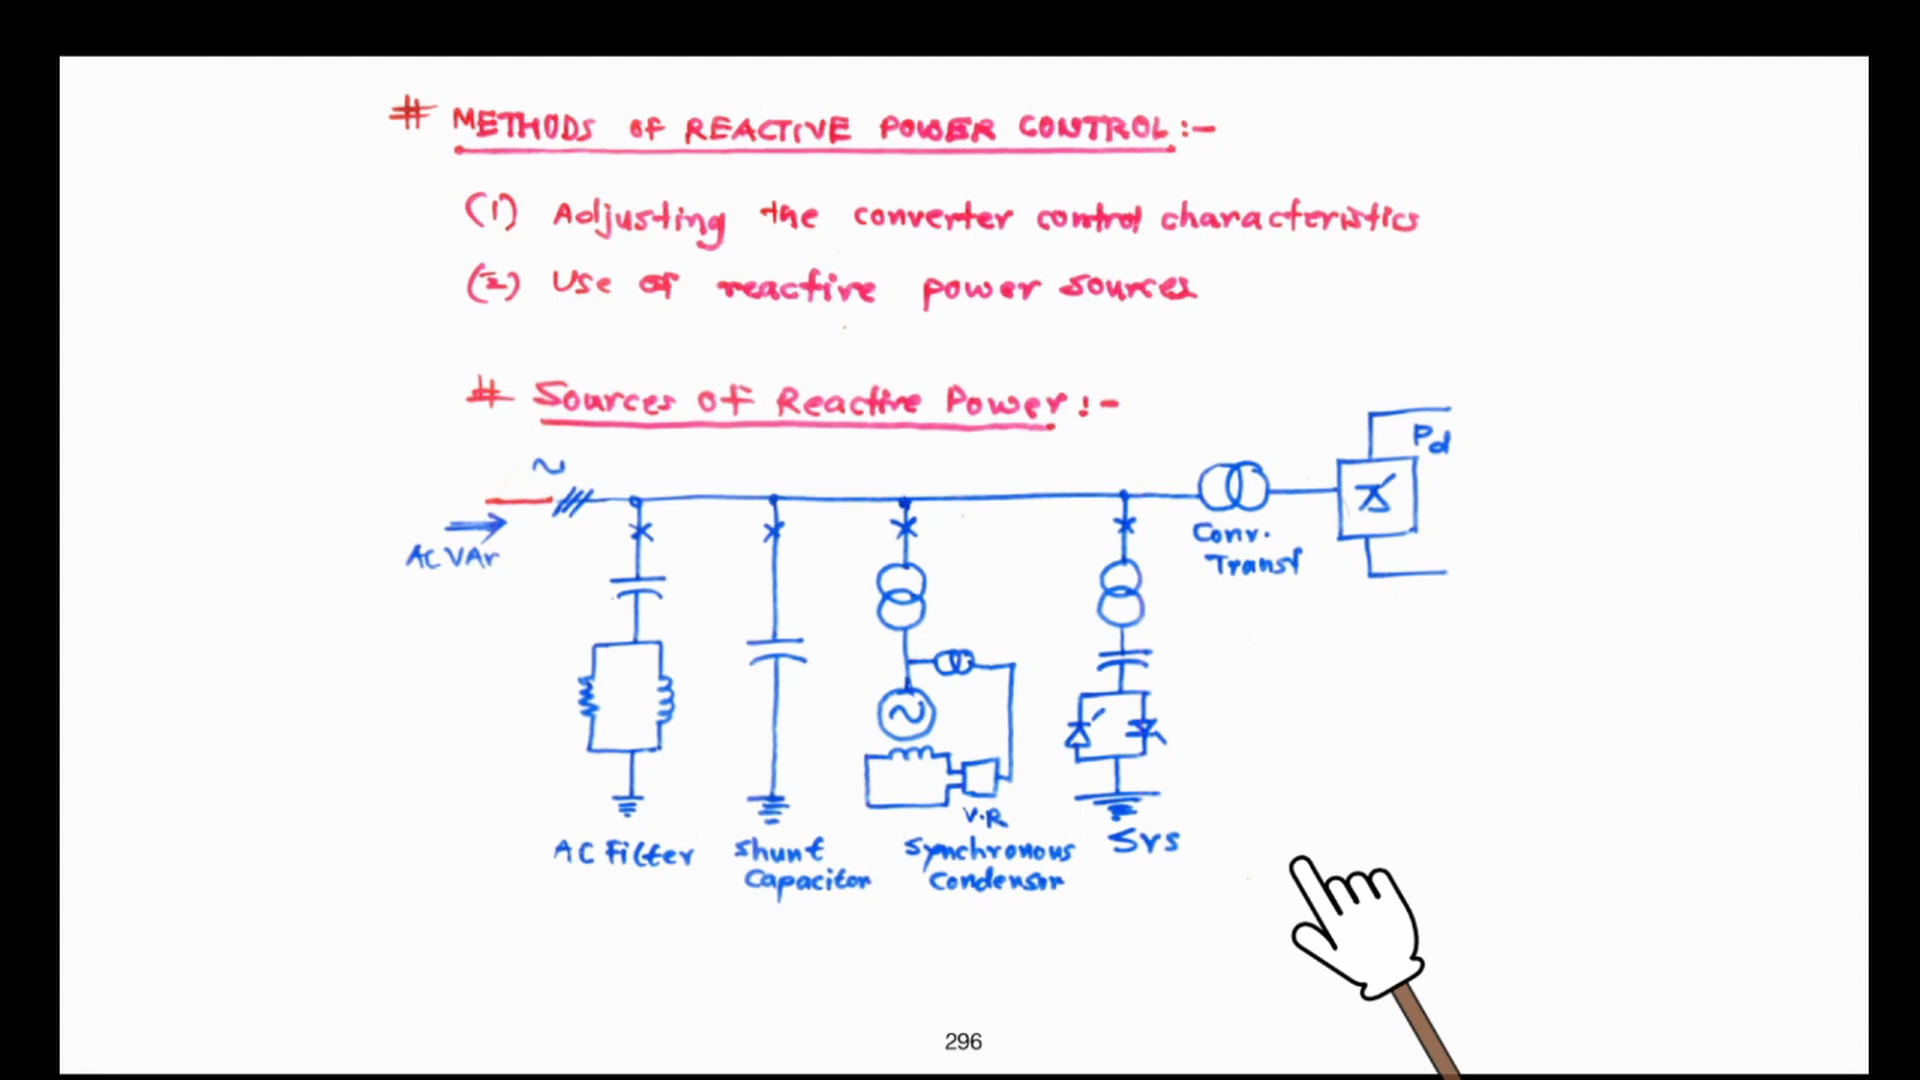 # METHODS OF REACTIVE POWER CONTROL :-
(1) Adjusting the converter control characteristics
(2) Use of reactive power sources
# Sources of Reactive Power :-
Pd
~
AC VAr
Conv.
Transf
~
V.R
AC Filter
Shunt
Capacitor
Synchronous
Condensor
SVS
296